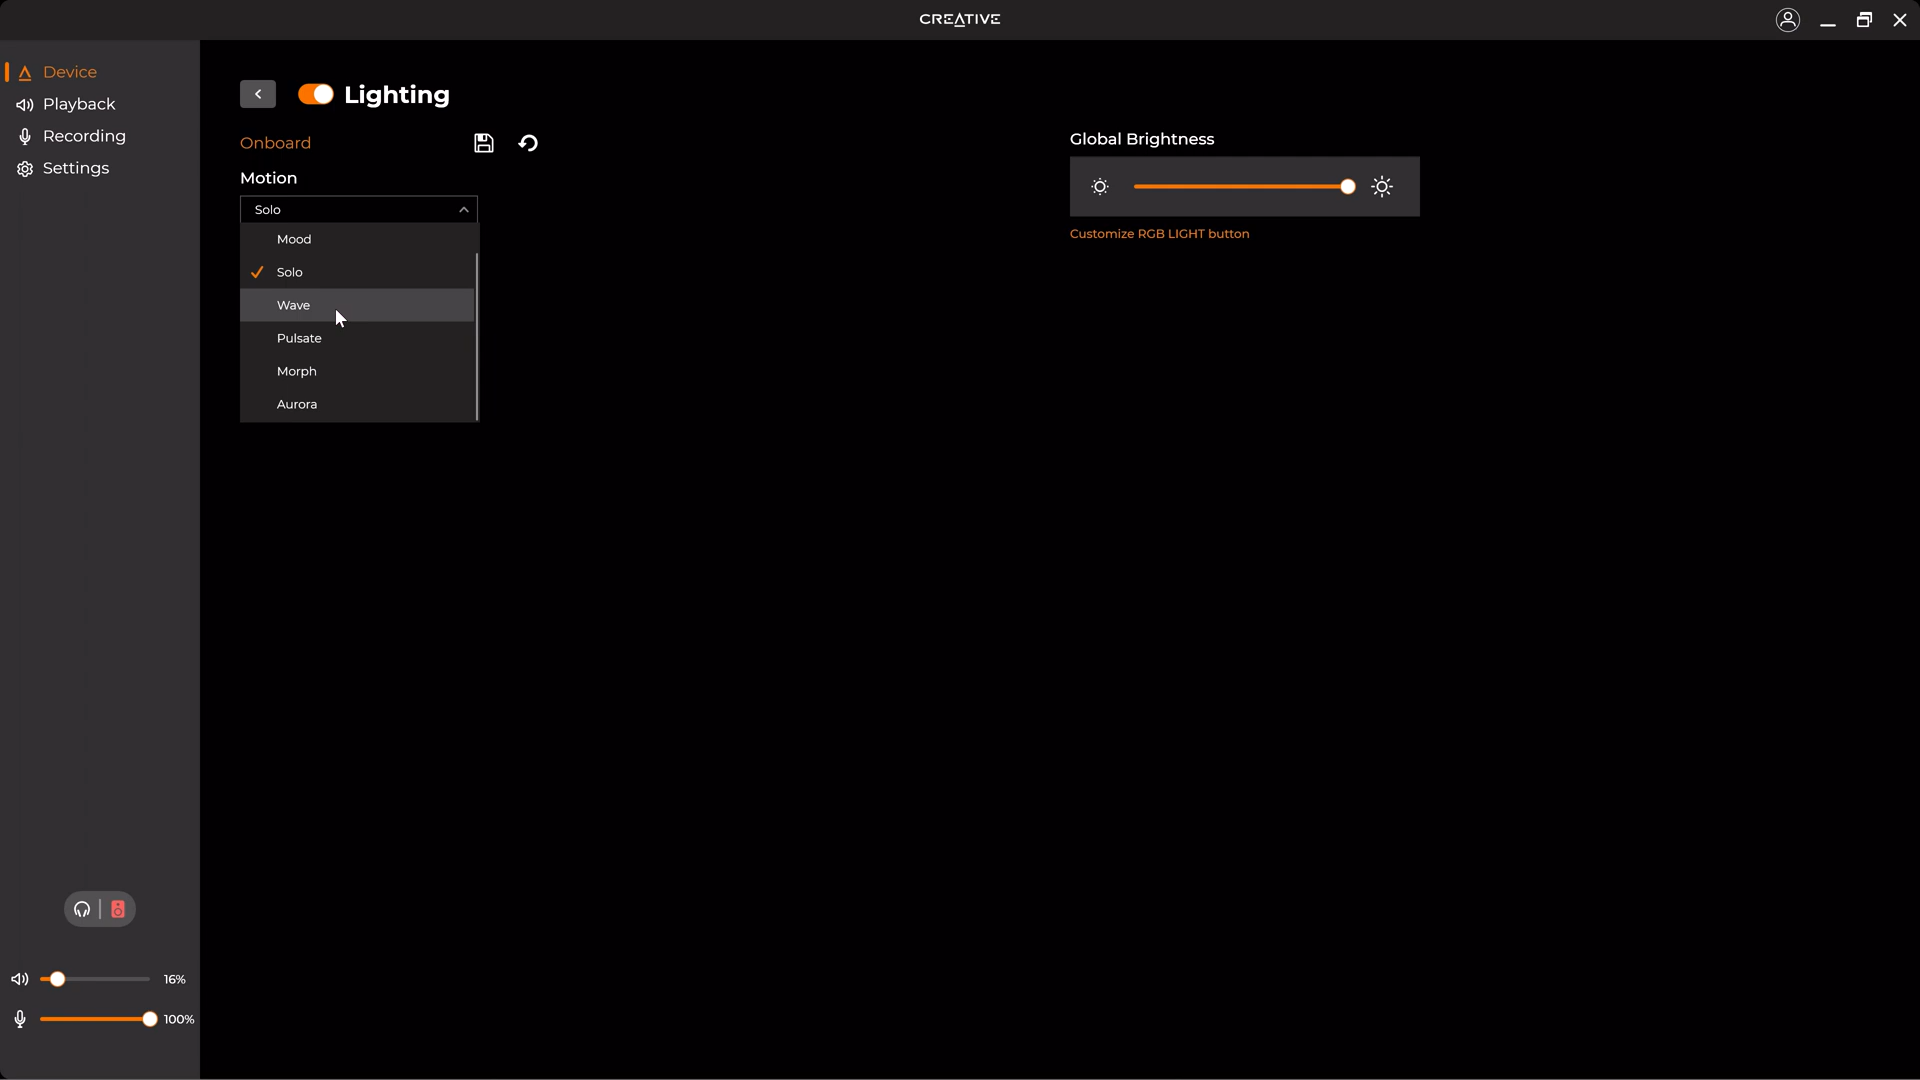 CREATIVE
Device
Playback
Recording
Settings
Lighting
Onboard
Motion
Solo
Mood
Solo
Wave
Pulsate
Morph
Aurora
Global Brightness
Customize RGB LIGHT button
16%
100%